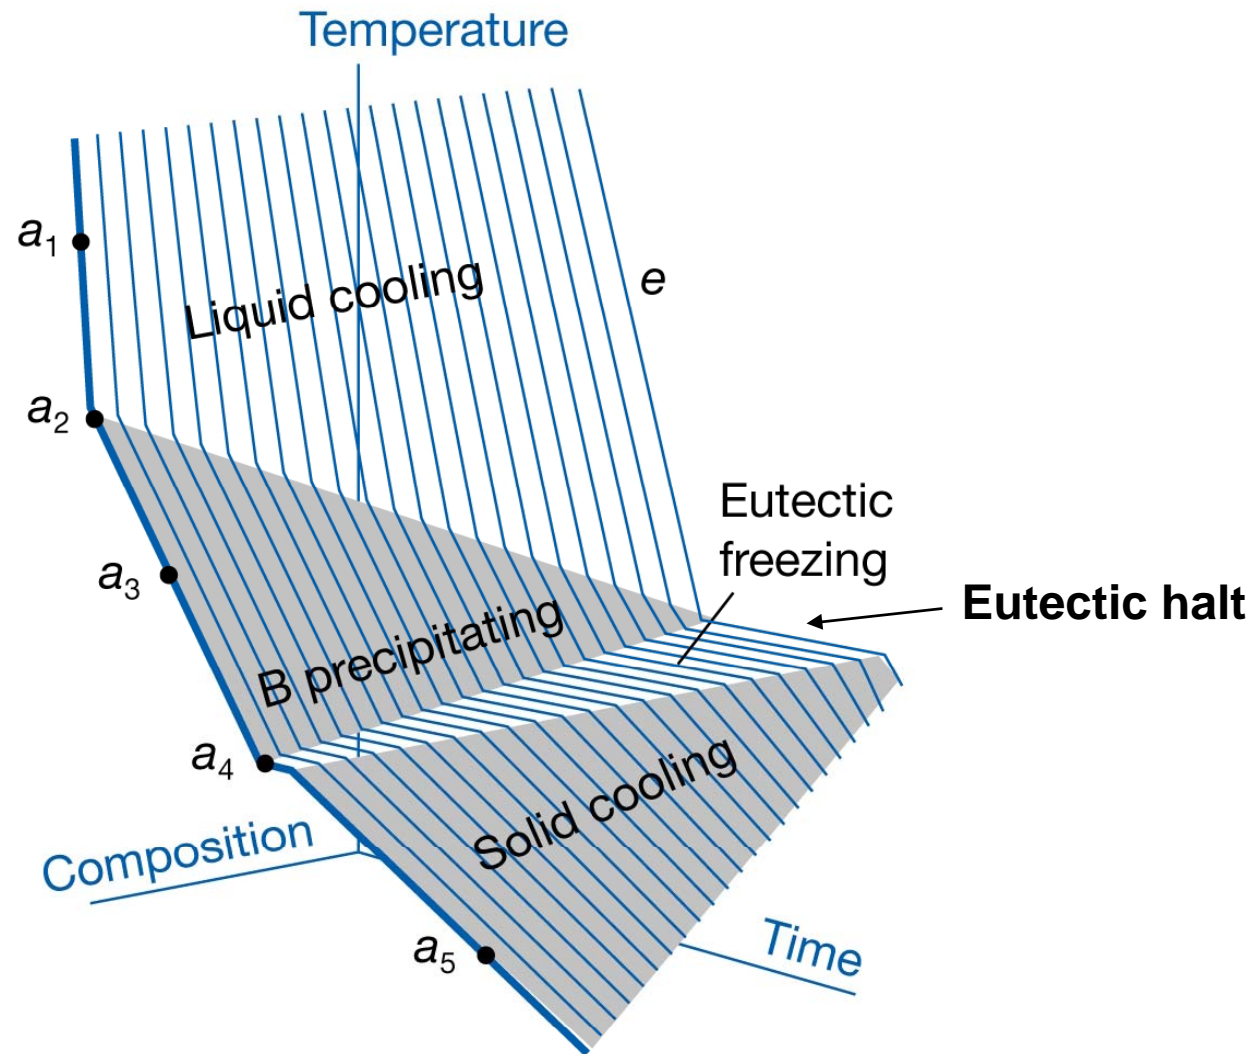 Temperature
a1
Liquid cooling
e
a2
Eutectic
freezing
a3
Eutectic halt
B precipitating
a4
Solid cooling
Composition
a5
Time